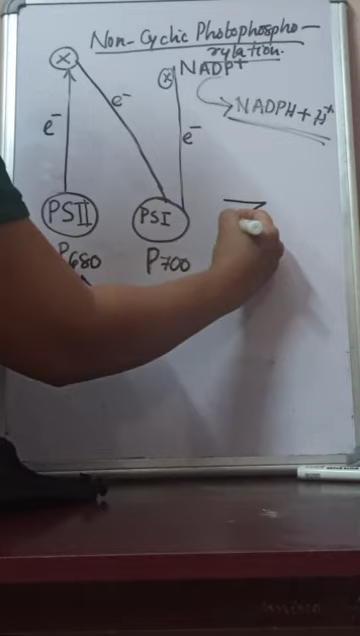 Non-Cyclic Photophospho-
rylation.
X
X NADP+
e-
NADPH + H+
e-
e-
PSII
PSI
P680
P700